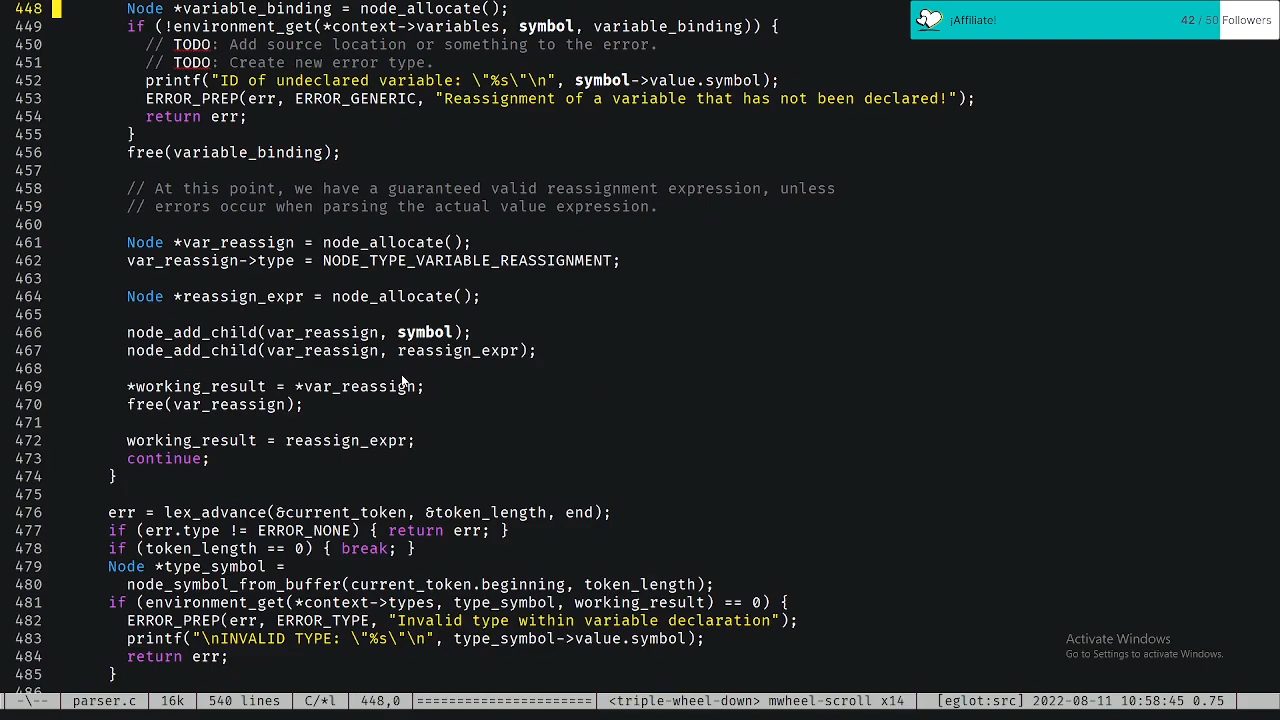 ¡Affiliate!
42 / 50 Followers
448 Node *variable_binding = node_allocate();
449 if (!environment_get(*context->variables, symbol, variable_binding)) {
450 // TODO: Add source location or something to the error.
451 // TODO: Create new error type.
452 printf("ID of undeclared variable: \"%s\"\n", symbol->value.symbol);
453 ERROR_PREP(err, ERROR_GENERIC, "Reassignment of a variable that has not been declared!");
454 return err;
455 }
456 free(variable_binding);
457
458 // At this point, we have a guaranteed valid reassignment expression, unless
459 // errors occur when parsing the actual value expression.
460
461 Node *var_reassign = node_allocate();
462 var_reassign->type = NODE_TYPE_VARIABLE_REASSIGNMENT;
463
464 Node *reassign_expr = node_allocate();
465
466 node_add_child(var_reassign, symbol);
467 node_add_child(var_reassign, reassign_expr);
468
469 *working_result = *var_reassign;
470 free(var_reassign);
471
472 working_result = reassign_expr;
473 continue;
474 }
475
476 err = lex_advance(&current_token, &token_length, end);
477 if (err.type != ERROR_NONE) { return err; }
478 if (token_length == 0) { break; }
479 Node *type_symbol =
480 node_symbol_from_buffer(current_token.beginning, token_length);
481 if (environment_get(*context->types, type_symbol, working_result) == 0) {
482 ERROR_PREP(err, ERROR_TYPE, "Invalid type within variable declaration");
483 printf("\nINVALID TYPE: \"%s\"\n", type_symbol->value.symbol);
484 return err;
485 }
486
Activate Windows
Go to Settings to activate Windows.
-\-- parser.c 16k 540 lines C/*l 448,0 ===================== <triple-wheel-down> mwheel-scroll x14 [eglot:src] 2022-08-11 10:58:45 0.75